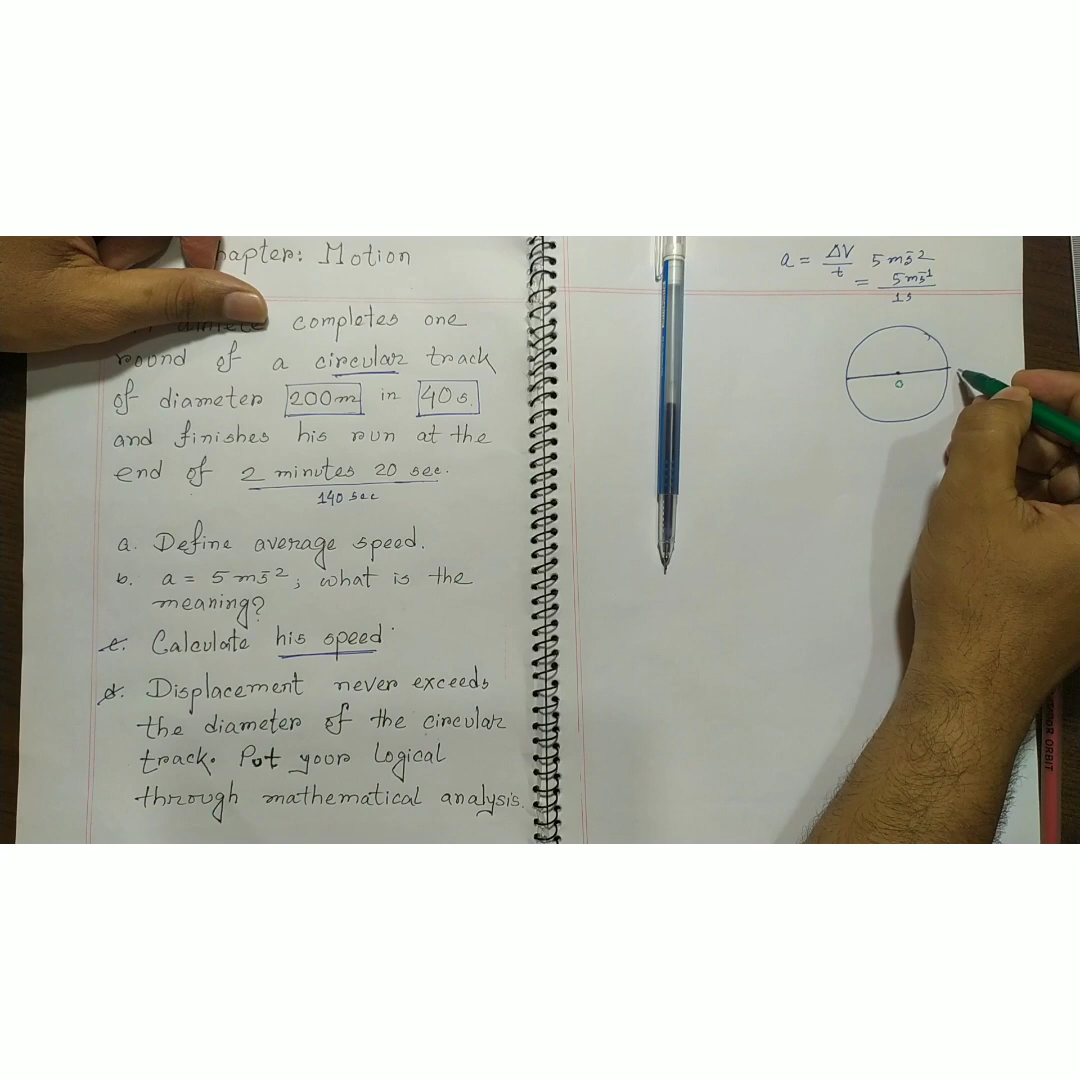 hapter: Motion
completes one
round of a circular track
of diameter 200m in 40s.
and finishes his run at the
end of 2 minutes 20 sec.
140 sec
a. Define average speed.
b. a = 5ms⁻²; what is the
meaning?
c. Calculate his speed
d. Displacement never exceeds
the diameter of the circular
track. Put your Logical
through mathematical analysis.
a = ΔV/t 5ms⁻²
= 5ms⁻¹/1s
O